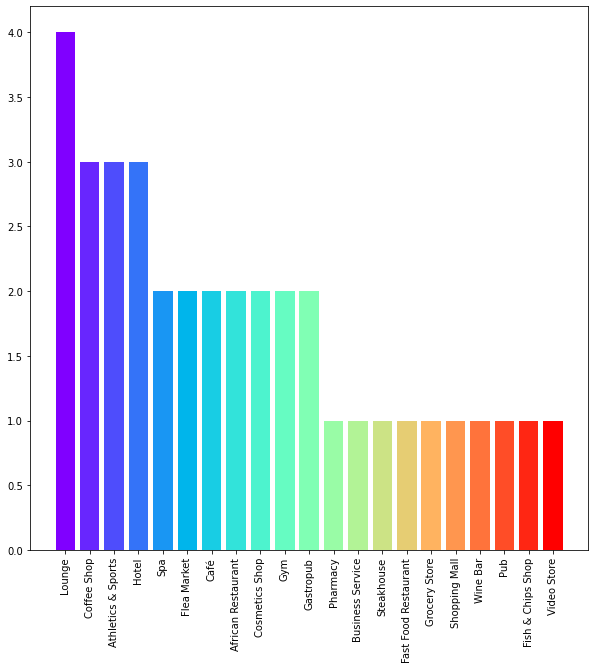 4.0
3.5
3.0
2.5
2.0
1.5
1.0
0.5
0.0
Lounge
Coffee Shop
Athletics & Sports
Hotel
Spa
Flea Market
Café
African Restaurant
Cosmetics Shop
Gym
Gastropub
Pharmacy
Business Service
Steakhouse
Fast Food Restaurant
Grocery Store
Shopping Mall
Wine Bar
Pub
Fish & Chips Shop
Video Store